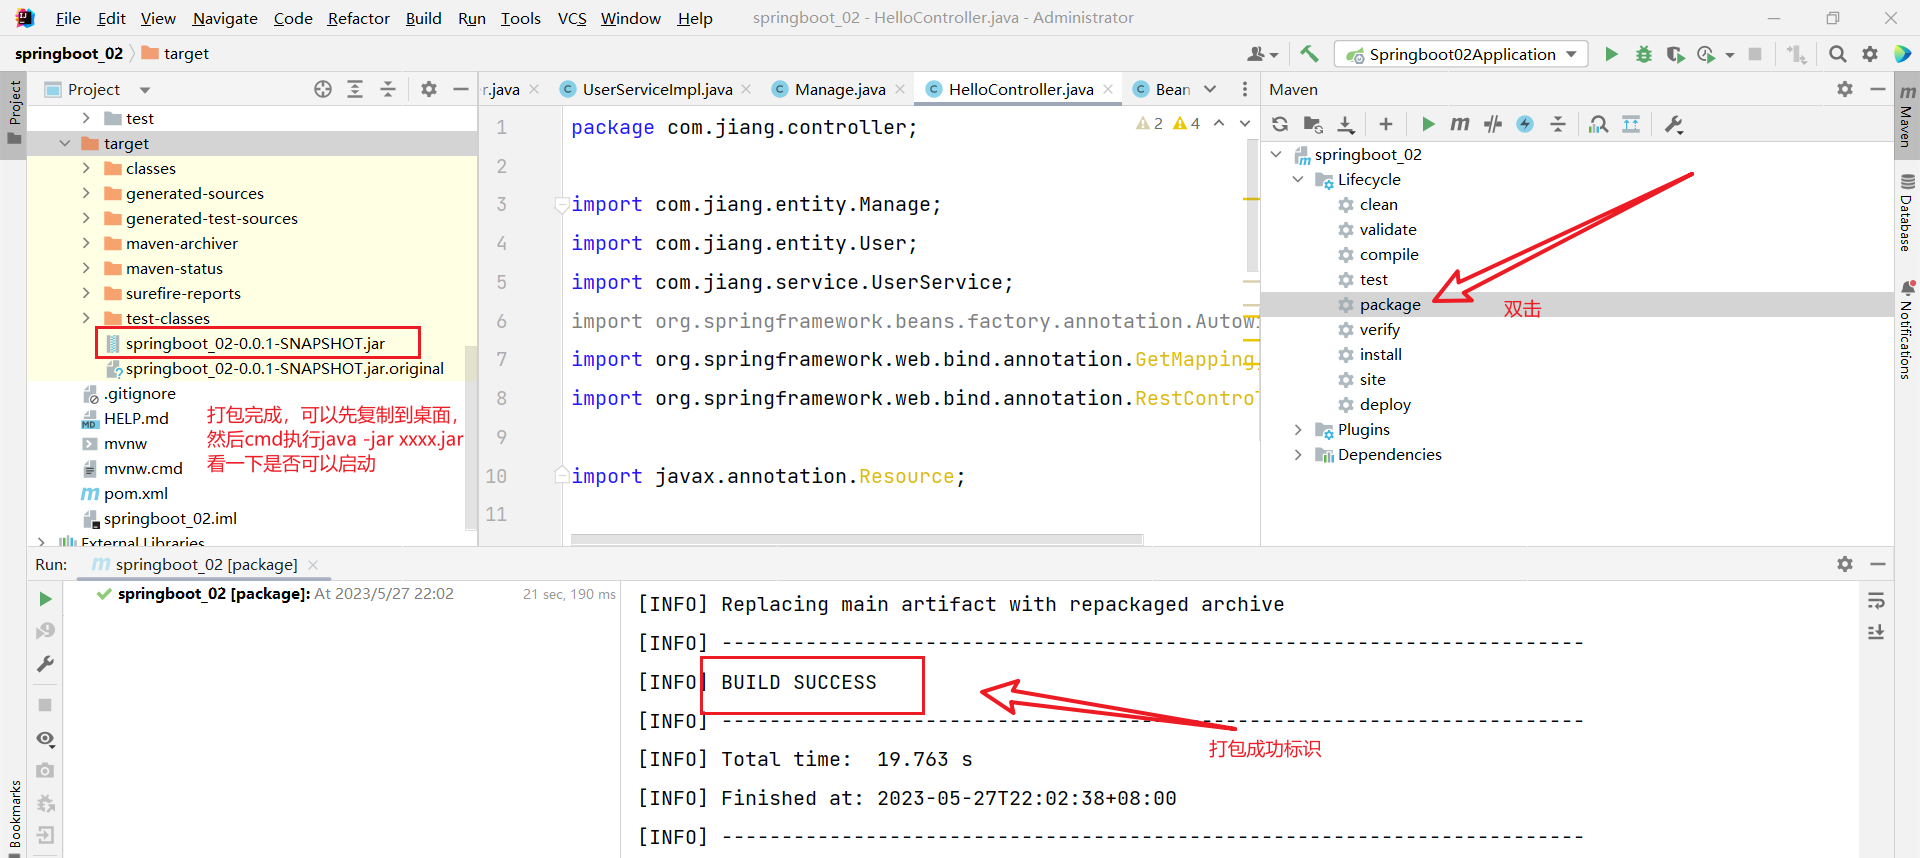 File Edit View Navigate Code Refactor Build Run Tools VCS Window Help springboot_02 - HelloController.java - Administrator
springboot_02 target
Springboot02Application
Project
Project
test
target
classes
generated-sources
generated-test-sources
maven-archiver
maven-status
surefire-reports
test-classes
springboot_02-0.0.1-SNAPSHOT.jar
springboot_02-0.0.1-SNAPSHOT.jar.original
.gitignore
HELP.md
mvnw
mvnw.cmd
pom.xml
springboot_02.iml
External Libraries
打包完成，可以先复制到桌面，
然后cmd执行java -jar xxxx.jar
看一下是否可以启动
r.java UserServiceImpl.java Manage.java HelloController.java Bean
2 4
1 package com.jiang.controller;
2
3 import com.jiang.entity.Manage;
4 import com.jiang.entity.User;
5 import com.jiang.service.UserService;
6 import org.springframework.beans.factory.annotation.Autowi
7 import org.springframework.web.bind.annotation.GetMapping
8 import org.springframework.web.bind.annotation.RestContro
9
10 import javax.annotation.Resource;
11
Maven
springboot_02
Lifecycle
clean
validate
compile
test
package
双击
verify
install
site
deploy
Plugins
Dependencies
Maven
Database
Notifications
Run: springboot_02 [package]
springboot_02 [package]: At 2023/5/27 22:02 21 sec, 190 ms
[INFO] Replacing main artifact with repackaged archive
[INFO] ------------------------------------------------------------------------
[INFO] BUILD SUCCESS
[INFO] ------------------------------------------------------------------------
打包成功标识
[INFO] Total time:  19.763 s
[INFO] Finished at: 2023-05-27T22:02:38+08:00
[INFO] ------------------------------------------------------------------------
Bookmarks